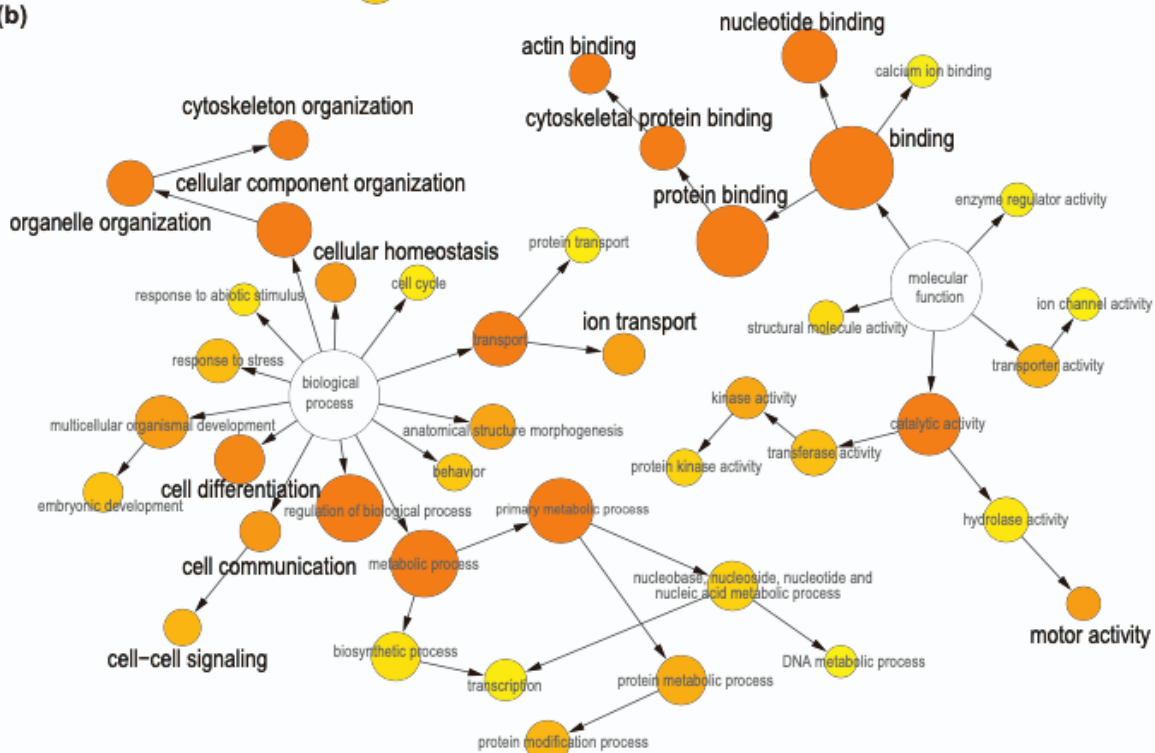 (b)
nucleotide binding
actin binding
calcium ion binding
cytoskeleton organization
cytoskeletal protein binding
binding
cellular component organization
protein binding
enzyme regulator activity
organelle organization
protein transport
cellular homeostasis
cell cycle
molecular
function
response to abiotic stimulus
ion channel activity
ion transport
structural molecule activity
transport
response to stress
transporter activity
biological
process
kinase activity
multicellular organismal development
anatomical structure morphogenesis
catalytic activity
transferase activity
behavior
protein kinase activity
cell differentiation
embryonic development
regulation of biological process
primary metabolic process
hydrolase activity
cell communication
metabolic process
nucleobase, nucleoside, nucleotide and
nucleic acid metabolic process
motor activity
cell-cell signaling
biosynthetic process
DNA metabolic process
transcription
protein metabolic process
protein modification process